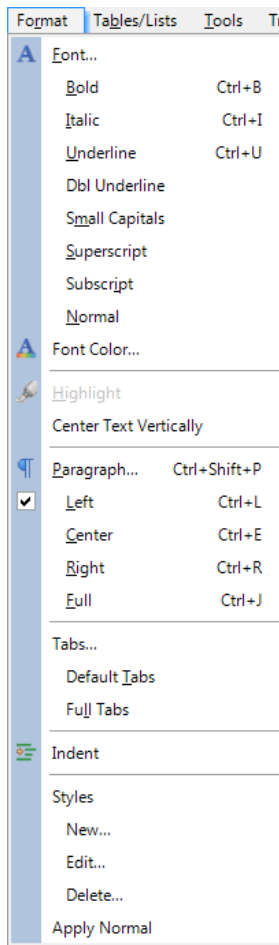 Format Tables/Lists Tools
Font...
Bold Ctrl+B
Italic Ctrl+I
Underline Ctrl+U
Dbl Underline
Small Capitals
Superscript
Subscript
Normal
Font Color...
Highlight
Center Text Vertically
Paragraph... Ctrl+Shift+P
Left Ctrl+L
Center Ctrl+E
Right Ctrl+R
Full Ctrl+J
Tabs...
Default Tabs
Full Tabs
Indent
Styles
New...
Edit...
Delete...
Apply Normal